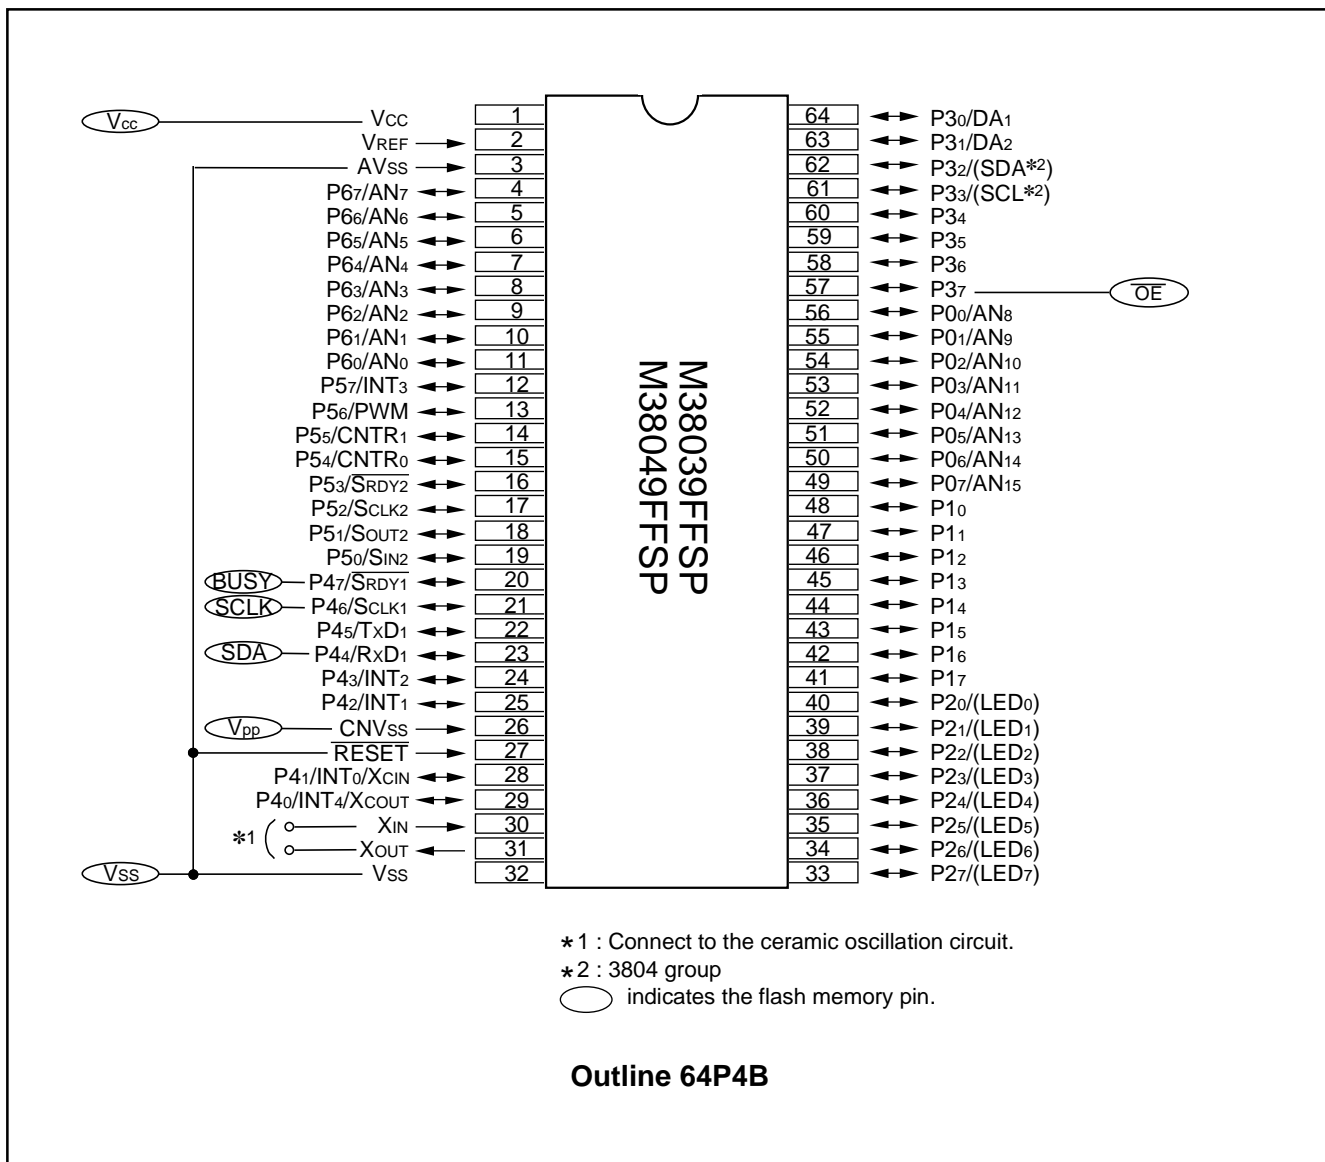 Vcc VCC 1 64 P30/DA1
VREF 2 63 P31/DA2
AVSS 3 62 P32/(SDA*2)
P67/AN7 4 61 P33/(SCL*2)
P66/AN6 5 60 P34
P65/AN5 6 59 P35
P64/AN4 7 58 P36
P63/AN3 8 57 P37 OE
P62/AN2 9 56 P00/AN8
P61/AN1 10 55 P01/AN9
P60/AN0 11 54 P02/AN10
P57/INT3 12 53 P03/AN11
P56/PWM 13 52 P04/AN12
P55/CNTR1 14 51 P05/AN13
P54/CNTR0 15 50 P06/AN14
P53/SRDY2 16 49 P07/AN15
P52/SCLK2 17 48 P10
P51/SOUT2 18 47 P11
P50/SIN2 19 46 P12
BUSY P47/SRDY1 20 45 P13
SCLK P46/SCLK1 21 44 P14
P45/TxD1 22 43 P15
SDA P44/RxD1 23 42 P16
P43/INT2 24 41 P17
P42/INT1 25 40 P20/(LED0)
Vpp CNVSS 26 39 P21/(LED1)
RESET 27 38 P22/(LED2)
P41/INT0/XCIN 28 37 P23/(LED3)
P40/INT4/XCOUT 29 36 P24/(LED4)
*1 XIN 30 35 P25/(LED5)
XOUT 31 34 P26/(LED6)
Vss VSS 32 33 P27/(LED7)
M38039FFSP
M38049FFSP
*1 : Connect to the ceramic oscillation circuit.
*2 : 3804 group
indicates the flash memory pin.
Outline 64P4B